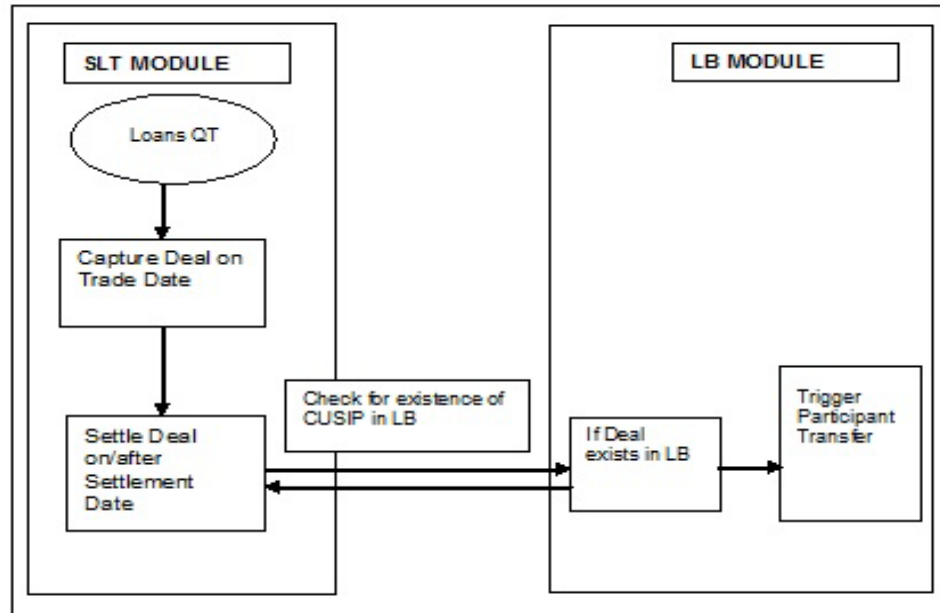 SLT MODULE
LB MODULE
Loans QT
Capture Deal on
Trade Date
Check for existence of
CUSIP in LB
Settle Deal
on/after
Settlement
Date
If Deal
exists in LB
Trigger
Participant
Transfer